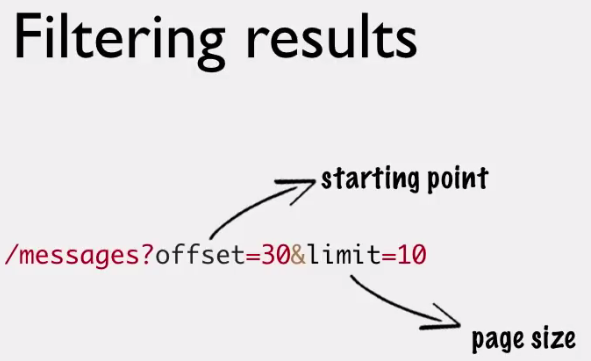 Filtering results
starting point
/messages?offset=30&limit=10
page size